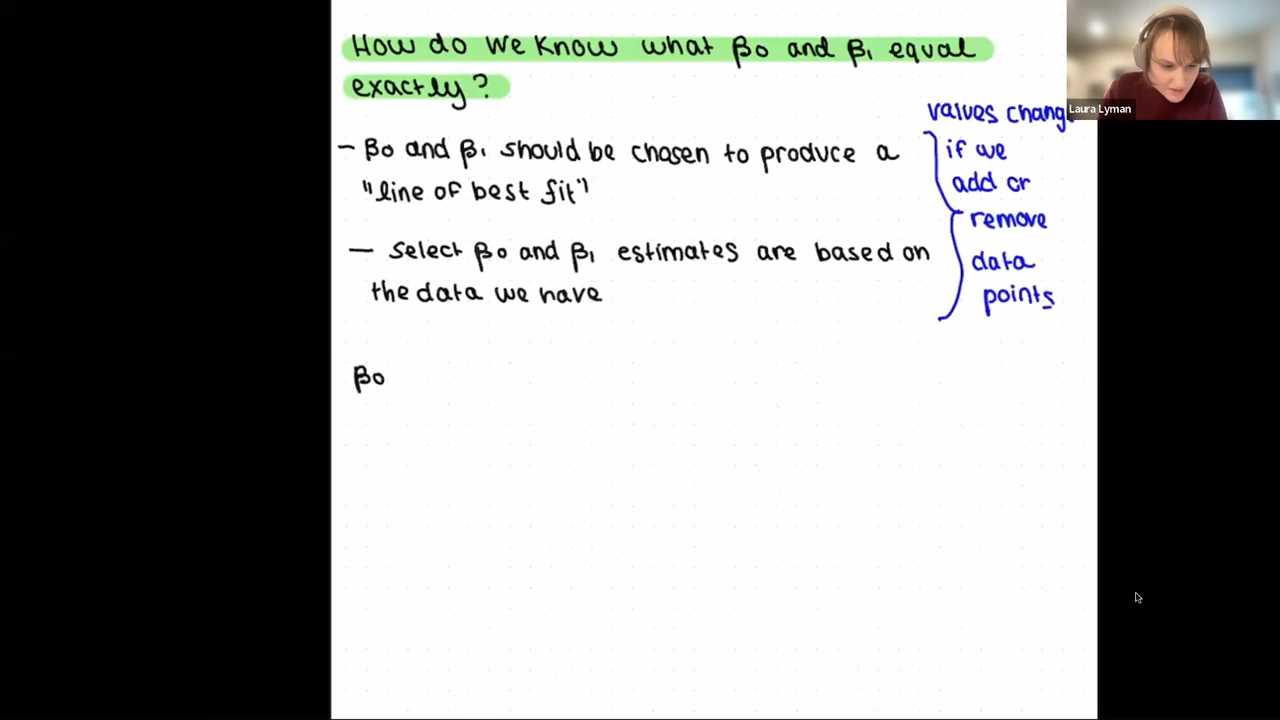 How do we know what β0 and β1 equal
exactly?
- β0 and β1 should be chosen to produce a
"line of best fit"
- select β0 and β1 estimates are based on
the data we have
β0
values chang
if we
add or
remove
data
points
Laura Lyman